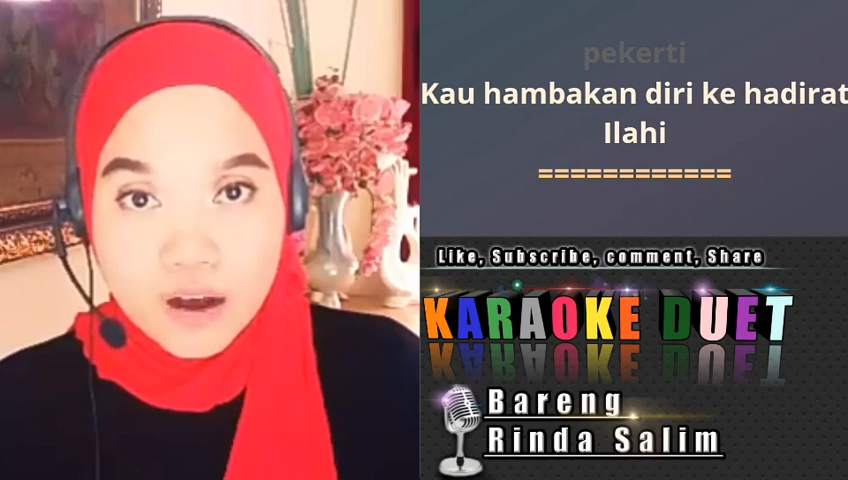 pekerti
Kau hambakan diri ke hadirat
Ilahi
============
Like, Subscribe, comment, Share
KARAOKE DUET
Bareng
Rinda Salim